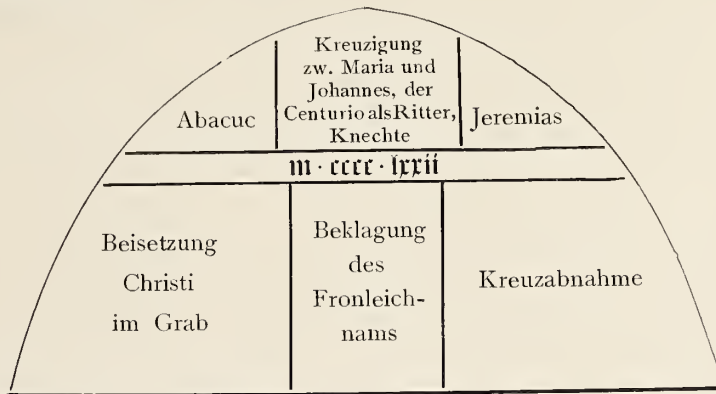 Kreuzigung
zw. Maria und
Johannes, der
Centurio als Ritter,
Knechte
Abacuc
Jeremias
m · cccc · lxxii
Beisetzung
Christi
im Grab
Beklagung
des
Fronleich-
nams
Kreuzabnahme